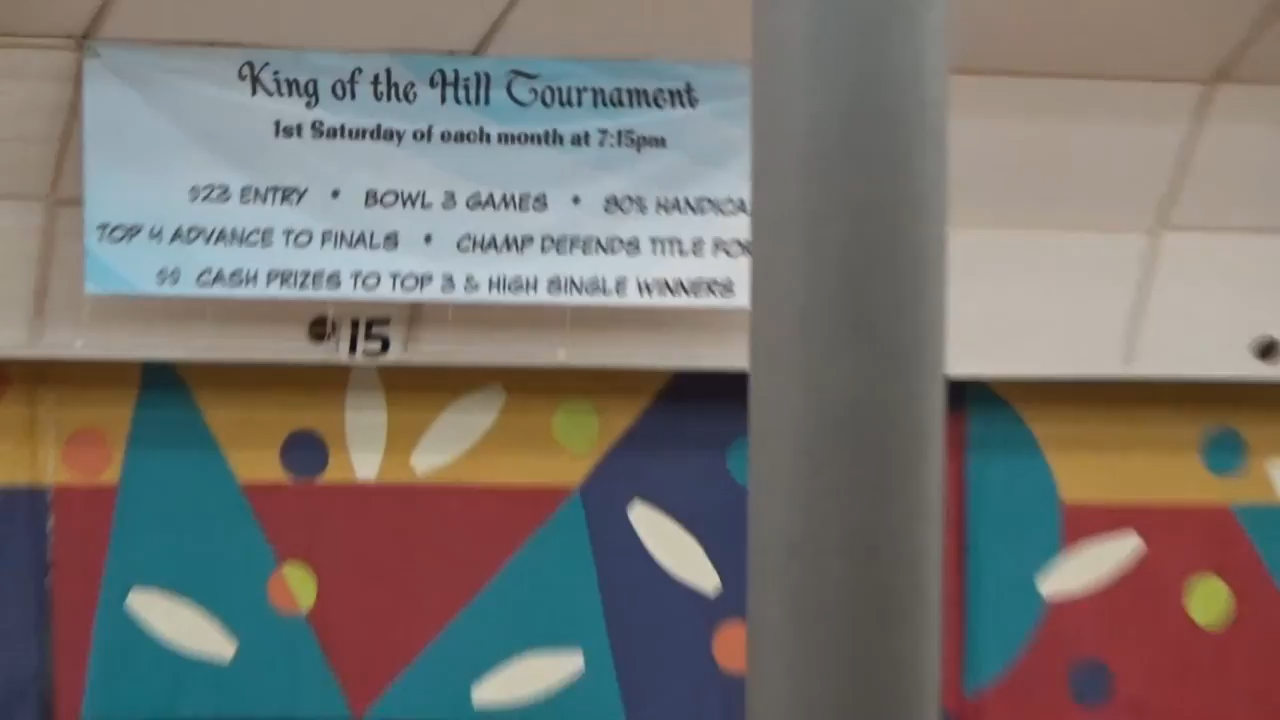 King of the Hill Tournament
1st Saturday of each month at 7:15pm
$23 ENTRY • BOWL 3 GAMES • 80% HANDICA
TOP 4 ADVANCE TO FINALS • CHAMP DEFENDS TITLE FO
$$ CASH PRIZES TO TOP 3 & HIGH SINGLE WINNERS
15